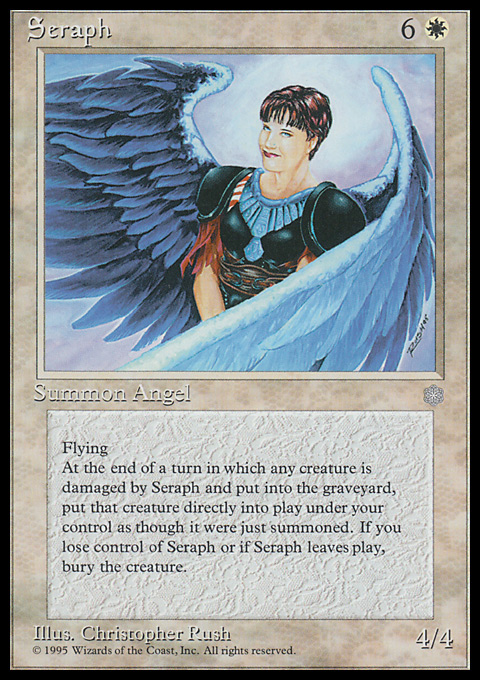 Seraph 6
RUSH 95
Summon Angel
Flying
At the end of a turn in which any creature is
damaged by Seraph and put into the graveyard,
put that creature directly into play under your
control as though it were just summoned. If you
lose control of Seraph or if Seraph leaves play,
bury the creature.
Illus. Christopher Rush
4/4
© 1995 Wizards of the Coast, Inc. All rights reserved.